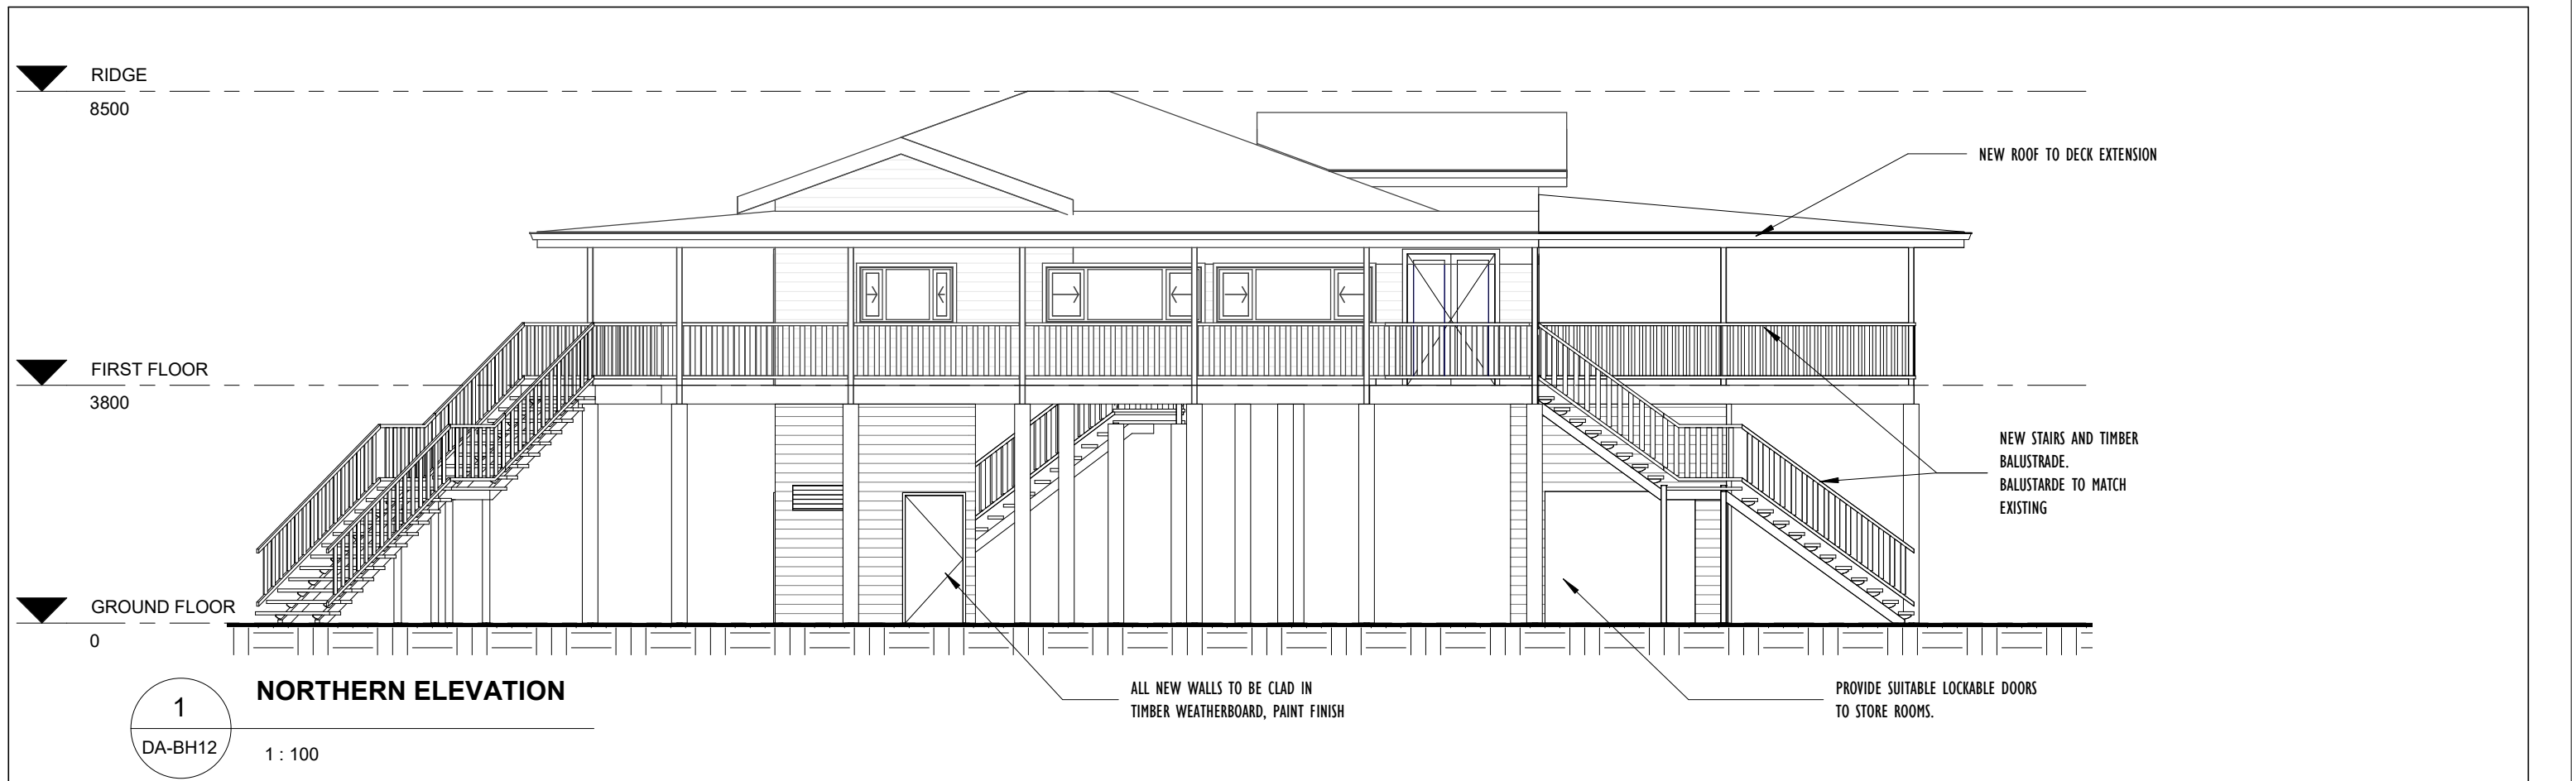 RIDGE
8500
NEW ROOF TO DECK EXTENSION
FIRST FLOOR
3800
NEW STAIRS AND TIMBER
BALUSTRADE.
BALUSTARDE TO MATCH
EXISTING
GROUND FLOOR
0
1
DA-BH12
NORTHERN ELEVATION
1 : 100
ALL NEW WALLS TO BE CLAD IN
TIMBER WEATHERBOARD, PAINT FINISH
PROVIDE SUITABLE LOCKABLE DOORS
TO STORE ROOMS.